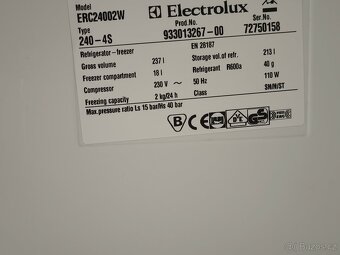 Model
ERC24002W
Electrolux
Type
240-4S
Prod.No.
933013267-00
Ser.No.
72750158
Refrigerator-freezer
EN 28187
Gross volume 237 l
Storage vol. of refr. 213 l
Freezer compartment 18 l
Refrigerant R600a 40 g
Compressor 230 V ~ 50 Hz 110 W
Freezing capacity 2 kg/24 h
Class SN/N/ST
Max.pressure ratio Ls 15 bar/Hs 40 bar
B
CE
GS